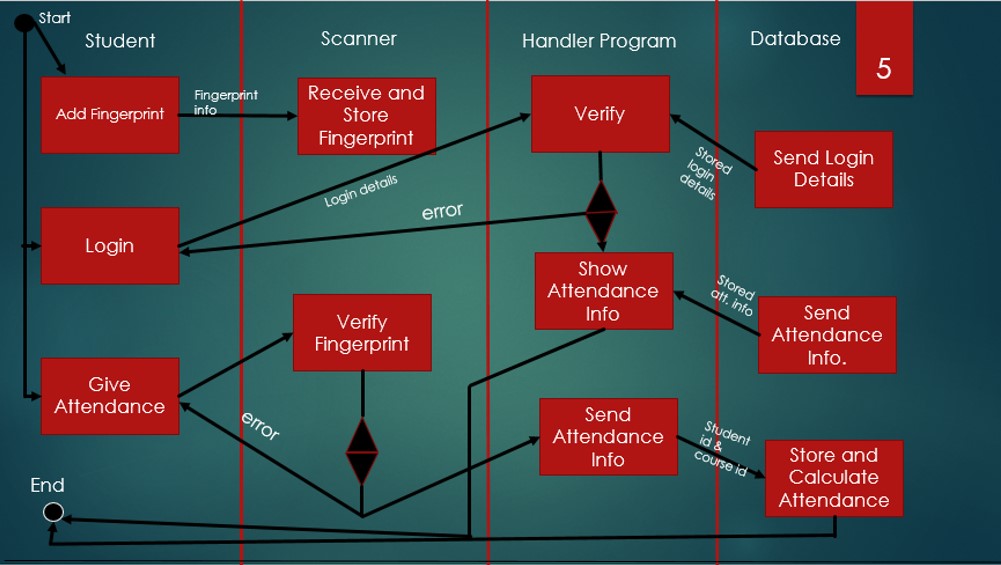 Start
Student
Scanner
Handler Program
Database
5
Add Fingerprint
Fingerprint
info
Receive and
Store
Fingerprint
Verify
Stored
login
details
Send Login
Details
Login details
error
Login
Show
Attendance
Info
Stored
att. info
Send
Attendance
Info.
Verify
Fingerprint
Give
Attendance
error
Send
Attendance
Info
Student
id &
course id
Store and
Calculate
Attendance
End